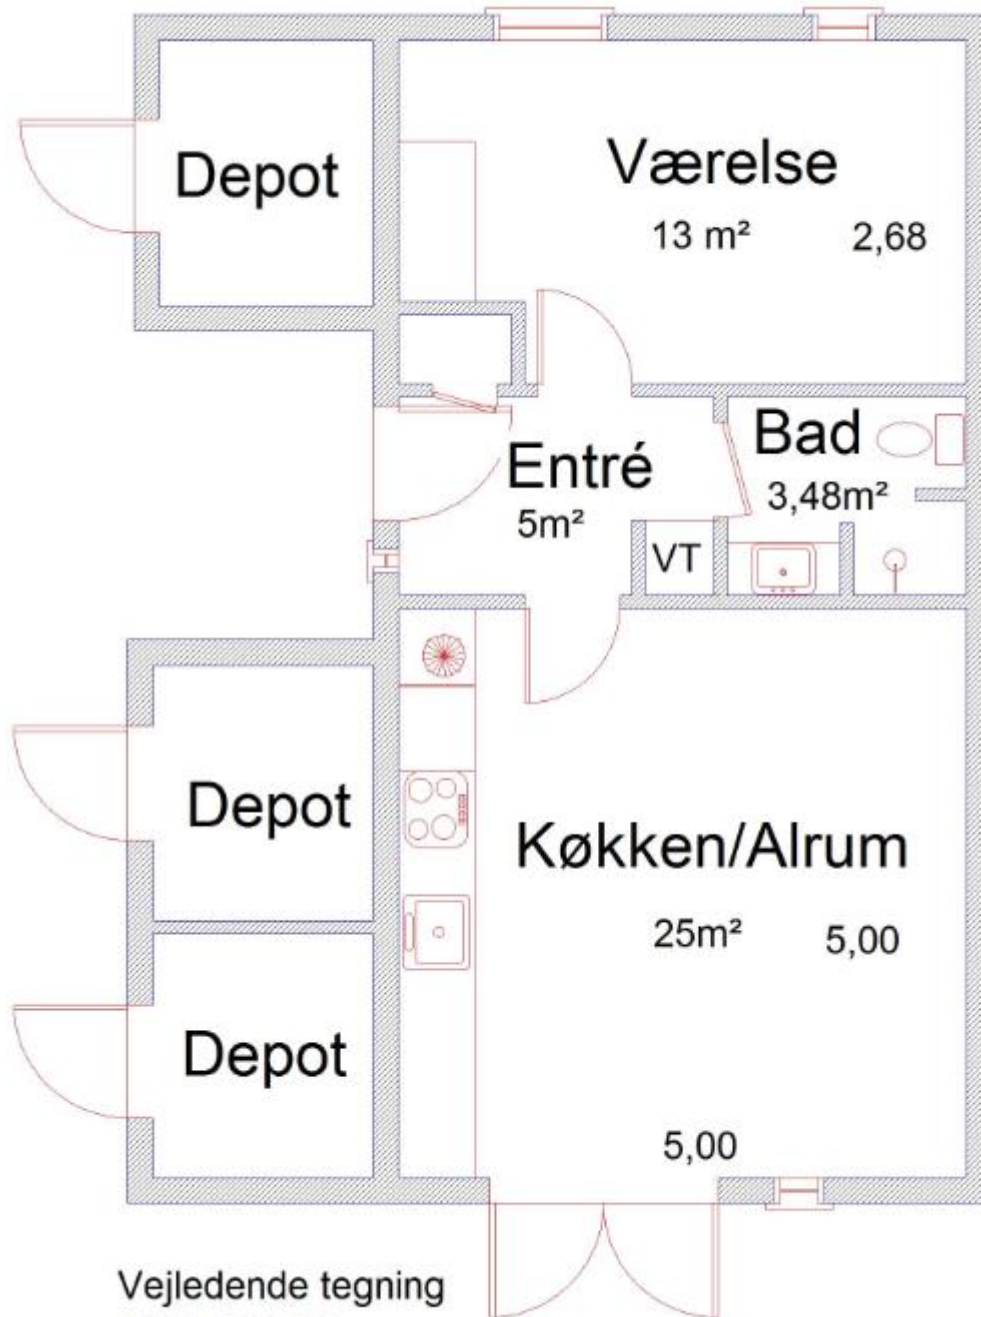 Depot
Værelse
13 m² 2,68
Bad
3,48m²
Entré
5m²
VT
Depot
Køkken/Alrum
25m² 5,00
Depot
5,00
Vejledende tegning